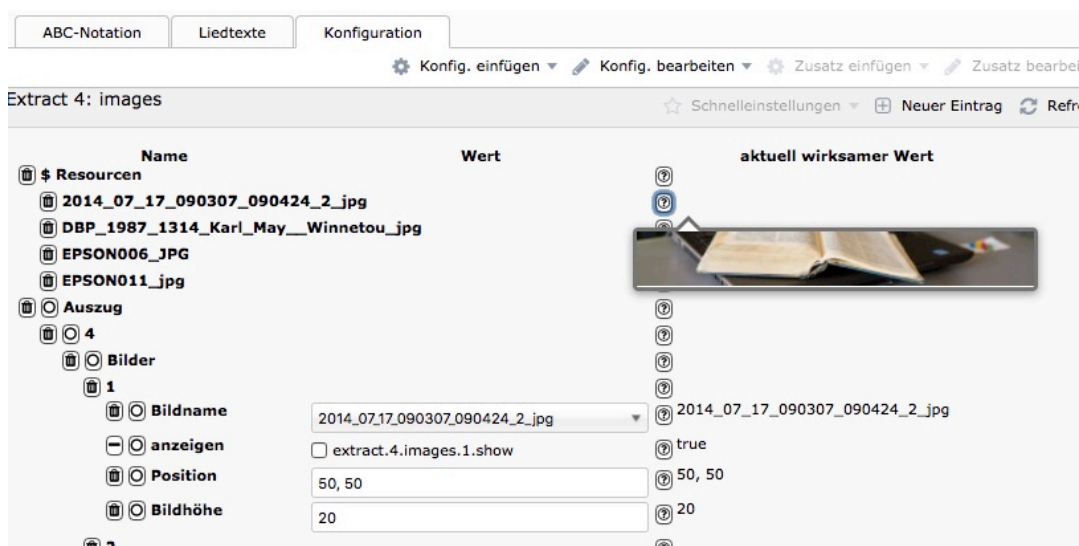 ABC-Notation Liedtexte Konfiguration
Konfig. einfügen Konfig. bearbeiten Zusatz einfügen Zusatz
Extract 4: images Schnelleinstellungen Neuer Eintrag
Name Wert aktuell wirksamer Wert
$ Resourcen
2014_07_17_090307_090424_2_jpg
DBP_1987_1314_Karl_May__Winnetou_jpg
EPSON006_JPG
EPSON011_jpg
Auszug
4
Bilder
1
Bildname 2014_07_17_090307_090424_2_jpg 2014_07_17_090307_090424_2_jpg
anzeigen extract.4.images.1.show true
Position 50, 50 50, 50
Bildhöhe 20 20